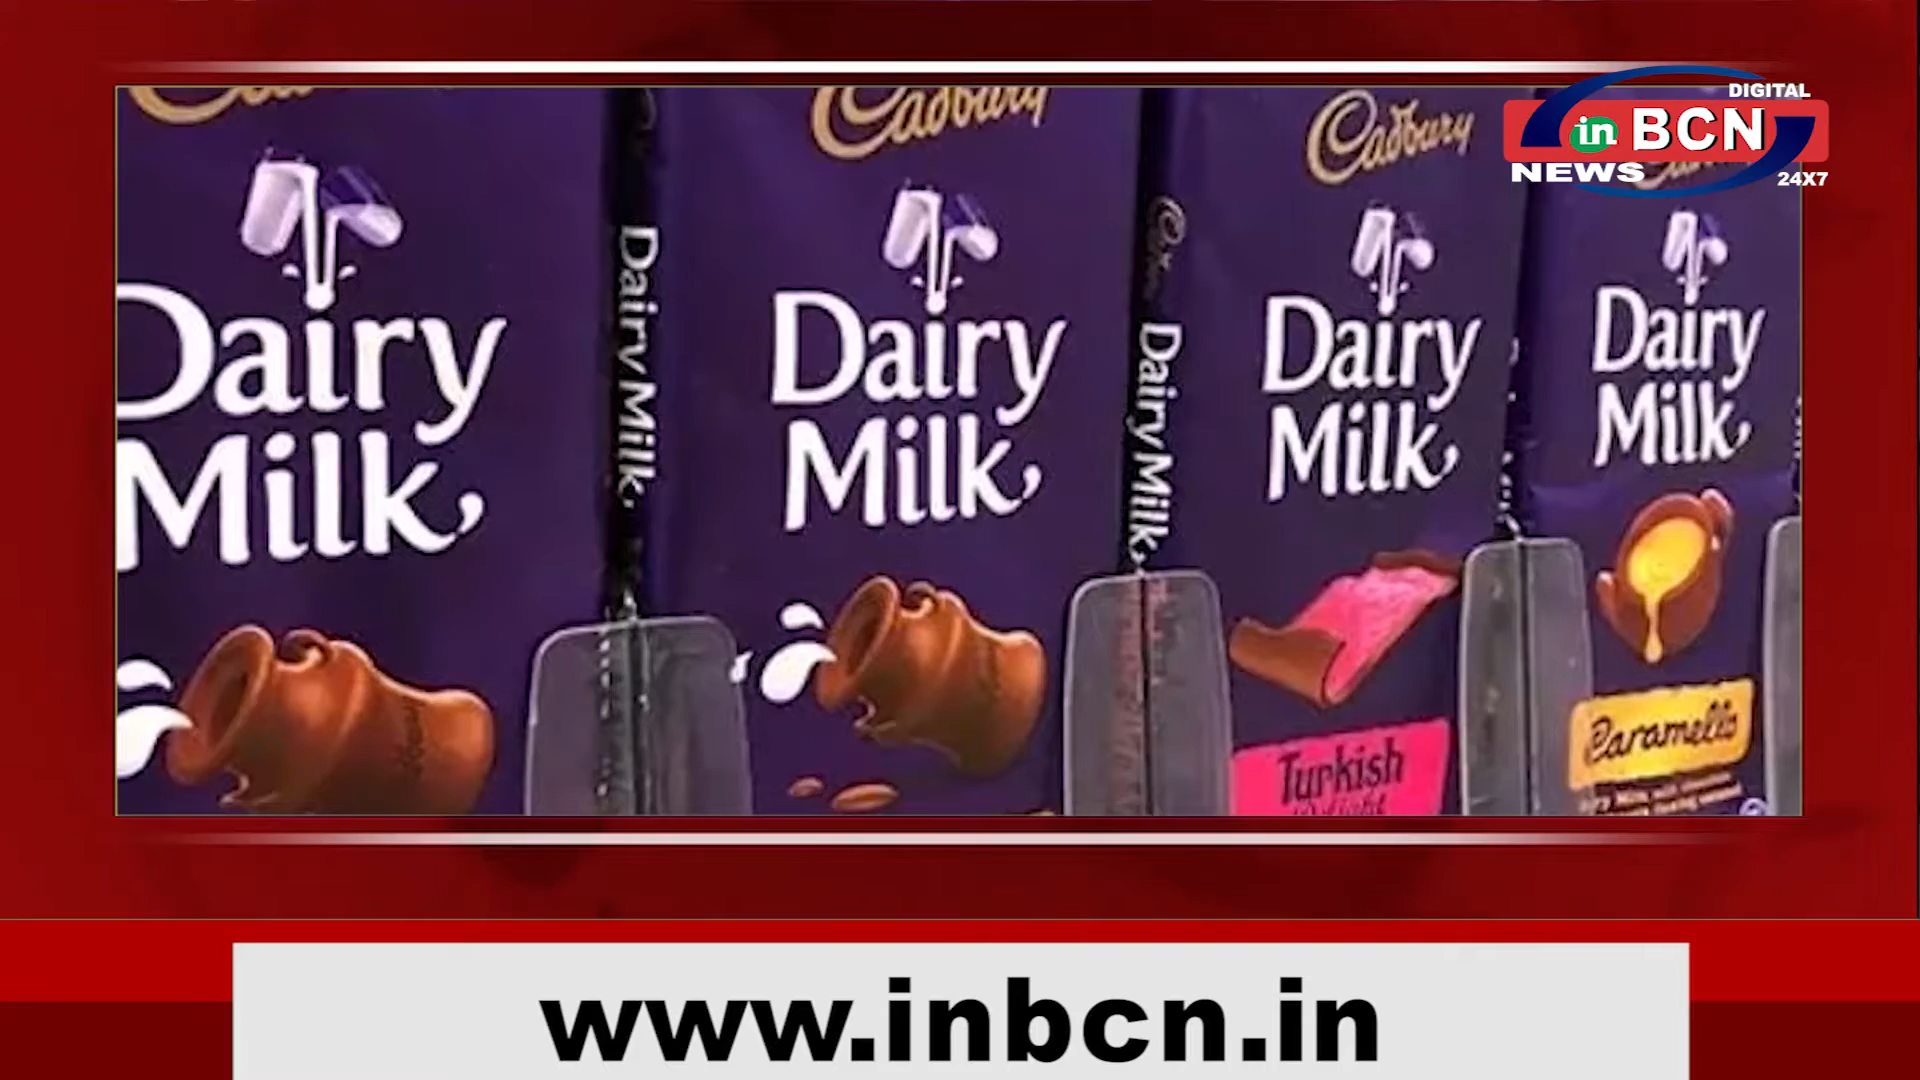 DIGITAL
in BCN
NEWS
24X7
Cadbury
Cadbury
Dairy
Milk
Dairy Milk
Dairy
Milk
Dairy Milk
Dairy
Milk
Dairy
Milk
Turkish
Caramello
www.inbcn.in